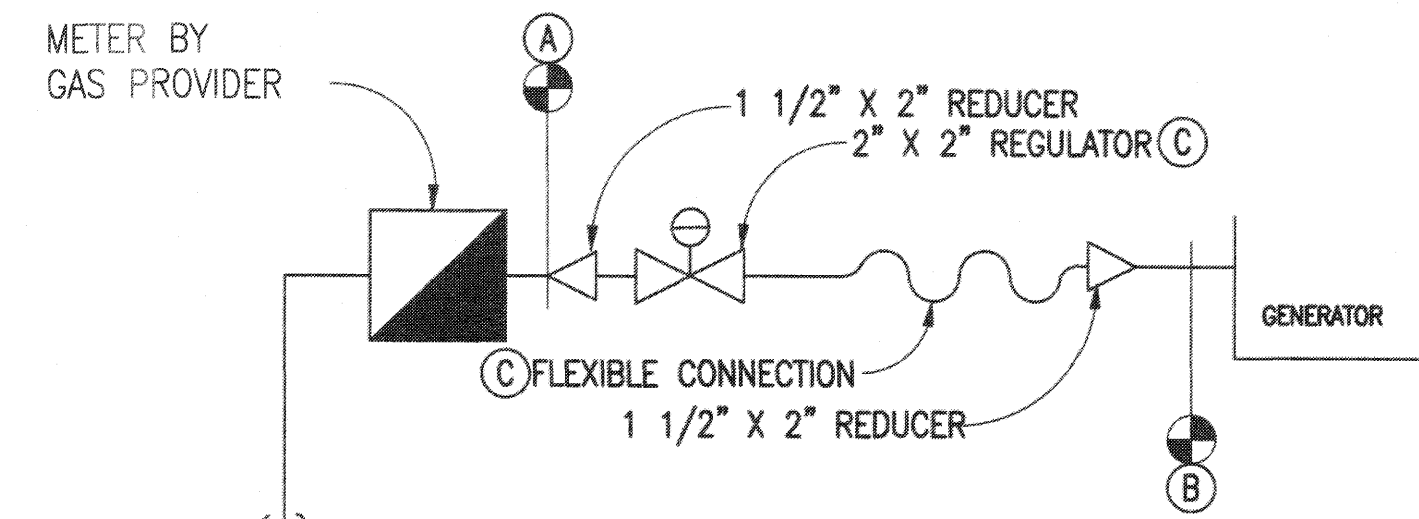 METER BY
GAS PROVIDER
A
1 1/2" X 2" REDUCER
2" X 2" REGULATOR C
GENERATOR
C FLEXIBLE CONNECTION
1 1/2" X 2" REDUCER
B